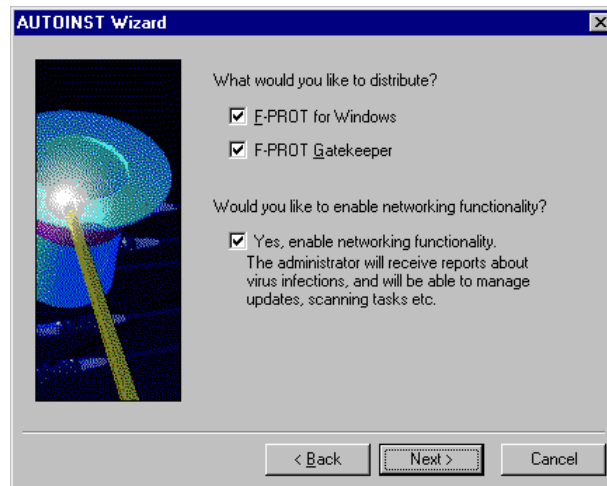 AUTOINST Wizard
What would you like to distribute?
F-PROT for Windows
F-PROT Gatekeeper
Would you like to enable networking functionality?
Yes, enable networking functionality.
The administrator will receive reports about
virus infections, and will be able to manage
updates, scanning tasks etc.
< Back
Next >
Cancel